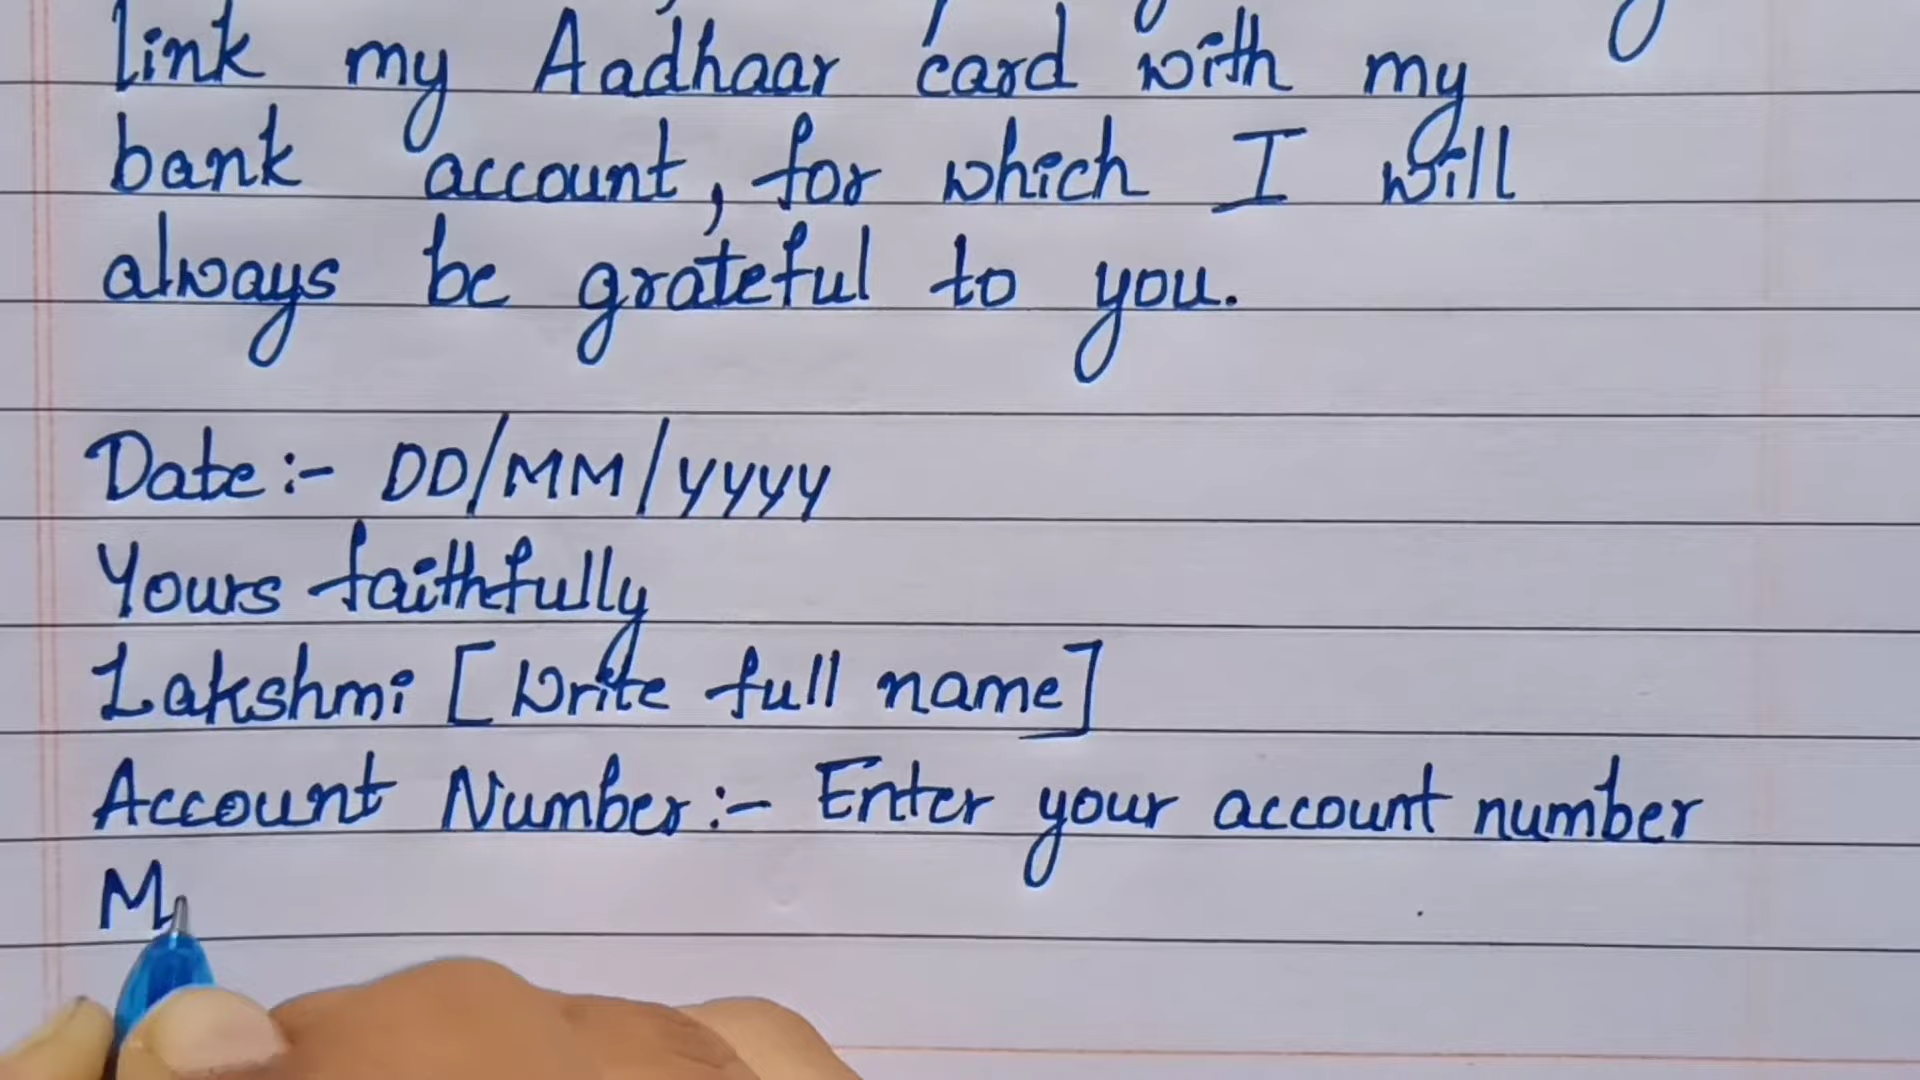 link my Aadhaar card with my
bank account, for which I will
always be grateful to you.
Date:- DD/MM/YYYY
Yours faithfully
Lakshmi [Write full name]
Account Number:- Enter your account number
M